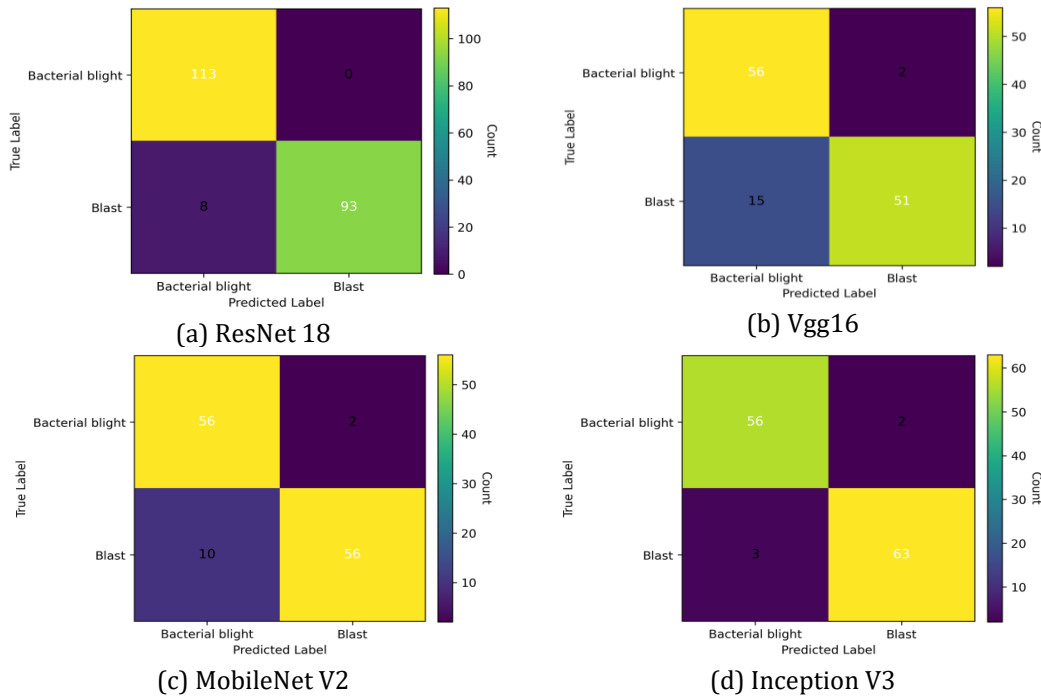 100
80
60
40
20
0
Count
True Label
Bacterial blight
Blast
113
0
8
93
Bacterial blight
Blast
Predicted Label
(a) ResNet 18
50
40
30
20
10
Count
True Label
Bacterial blight
Blast
56
2
15
51
Bacterial blight
Blast
Predicted Label
(b) Vgg16
50
40
30
20
10
Count
True Label
Bacterial blight
Blast
56
2
10
56
Bacterial blight
Blast
Predicted Label
(c) MobileNet V2
60
50
40
30
20
10
Count
True Label
Bacterial blight
Blast
56
2
3
63
Bacterial blight
Blast
Predicted Label
(d) Inception V3